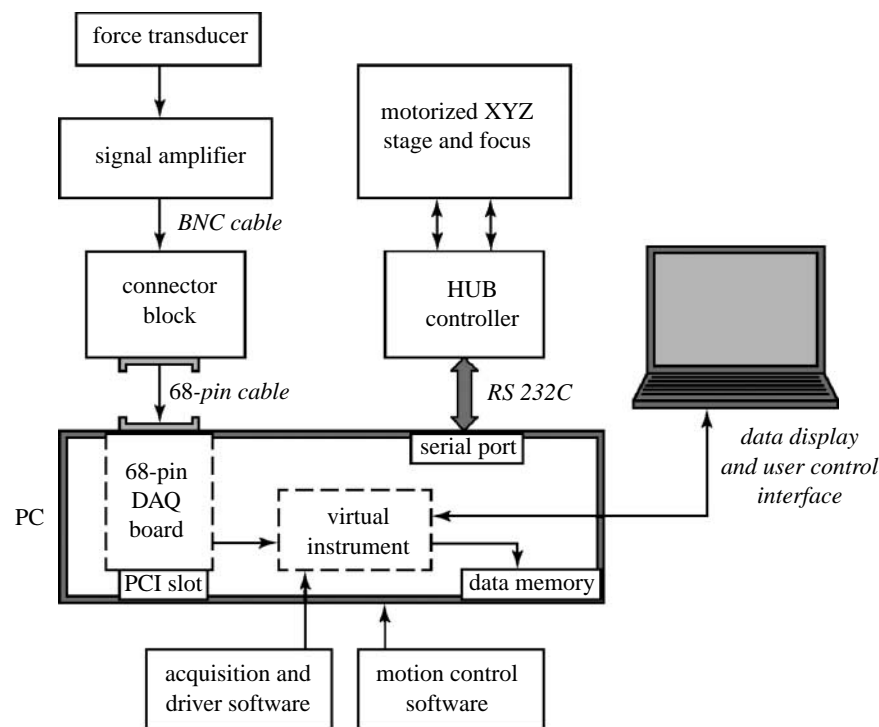 force transducer
signal amplifier
BNC cable
connector
block
68-pin cable
motorized XYZ
stage and focus
HUB
controller
RS 232C
serial port
data display
and user control
interface
PC
68-pin
DAQ
board
PCI slot
virtual
instrument
data memory
acquisition and
driver software
motion control
software